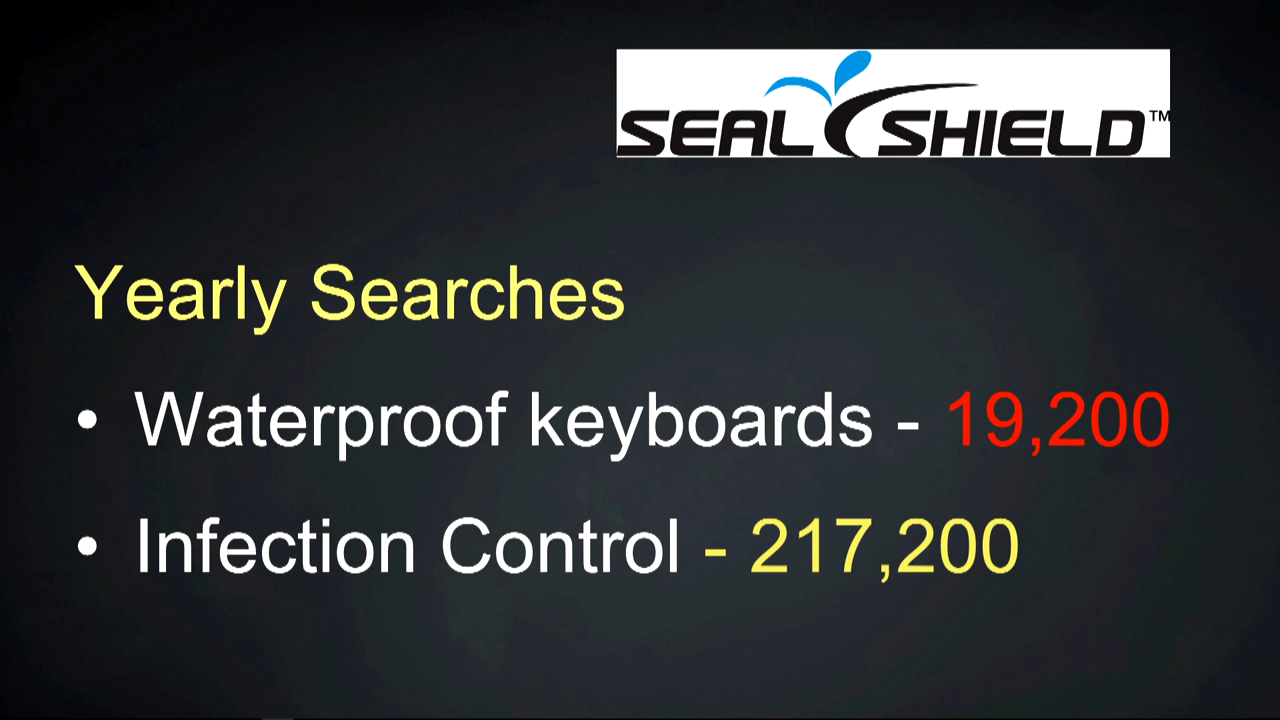 SEAL SHIELD™
Yearly Searches
• Waterproof keyboards - 19,200
• Infection Control - 217,200